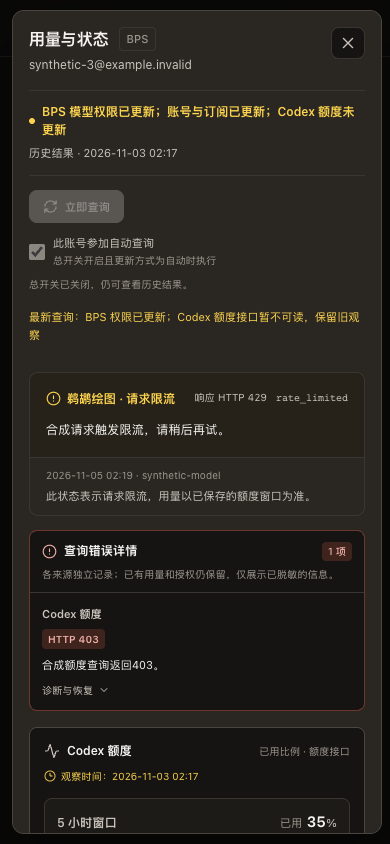 用量与状态 BPS
synthetic-3@example.invalid
BPS 模型权限已更新；账号与订阅已更新；Codex 额度未
更新
历史结果 · 2026-11-03 02:17
立即查询
此账号参加自动查询
总开关开启且更新方式为自动时执行
总开关已关闭，仍可查看历史结果。
最新查询：BPS 权限已更新；Codex 额度接口暂不可读，保留旧观
察
鹈鹕绘图 · 请求限流 响应 HTTP 429 rate_limited
合成请求触发限流，请稍后再试。
2026-11-05 02:19 · synthetic-model
此状态表示请求限流，用量以已保存的额度窗口为准。
查询错误详情 1 项
各来源独立记录；已有用量和授权仍保留，仅展示已脱敏的信息。
Codex 额度
HTTP 403
合成额度查询返回403。
诊断与恢复
Codex 额度 已用比例 · 额度接口
观察时间：2026-11-03 02:17
5 小时窗口 已用 35%